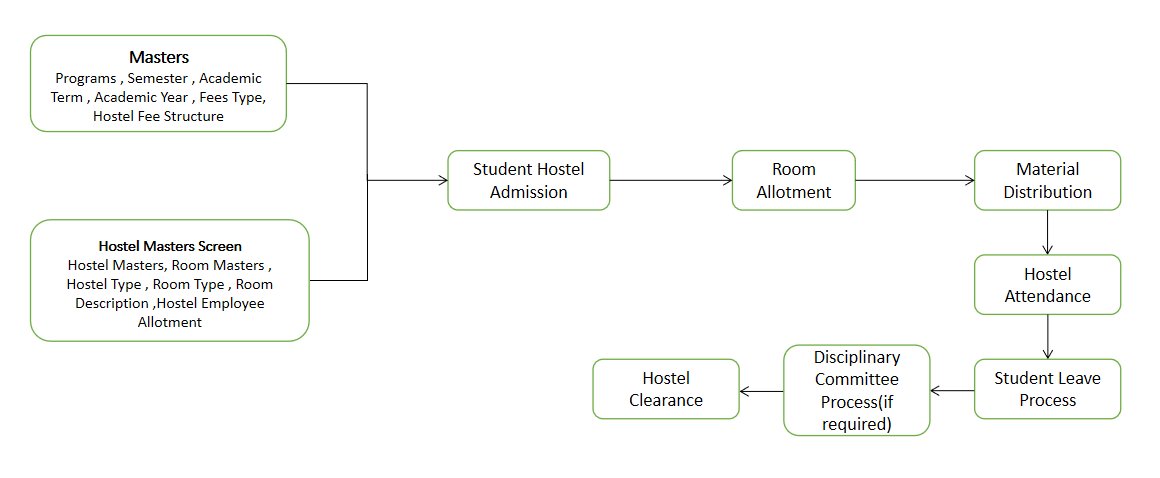 Masters
Programs , Semester , Academic
Term , Academic Year , Fees Type,
Hostel Fee Structure
Hostel Masters Screen
Hostel Masters, Room Masters ,
Hostel Type , Room Type , Room
Description ,Hostel Employee
Allotment
Student Hostel
Admission
Room
Allotment
Material
Distribution
Hostel
Attendance
Student Leave
Process
Disciplinary
Committee
Process(if
required)
Hostel
Clearance